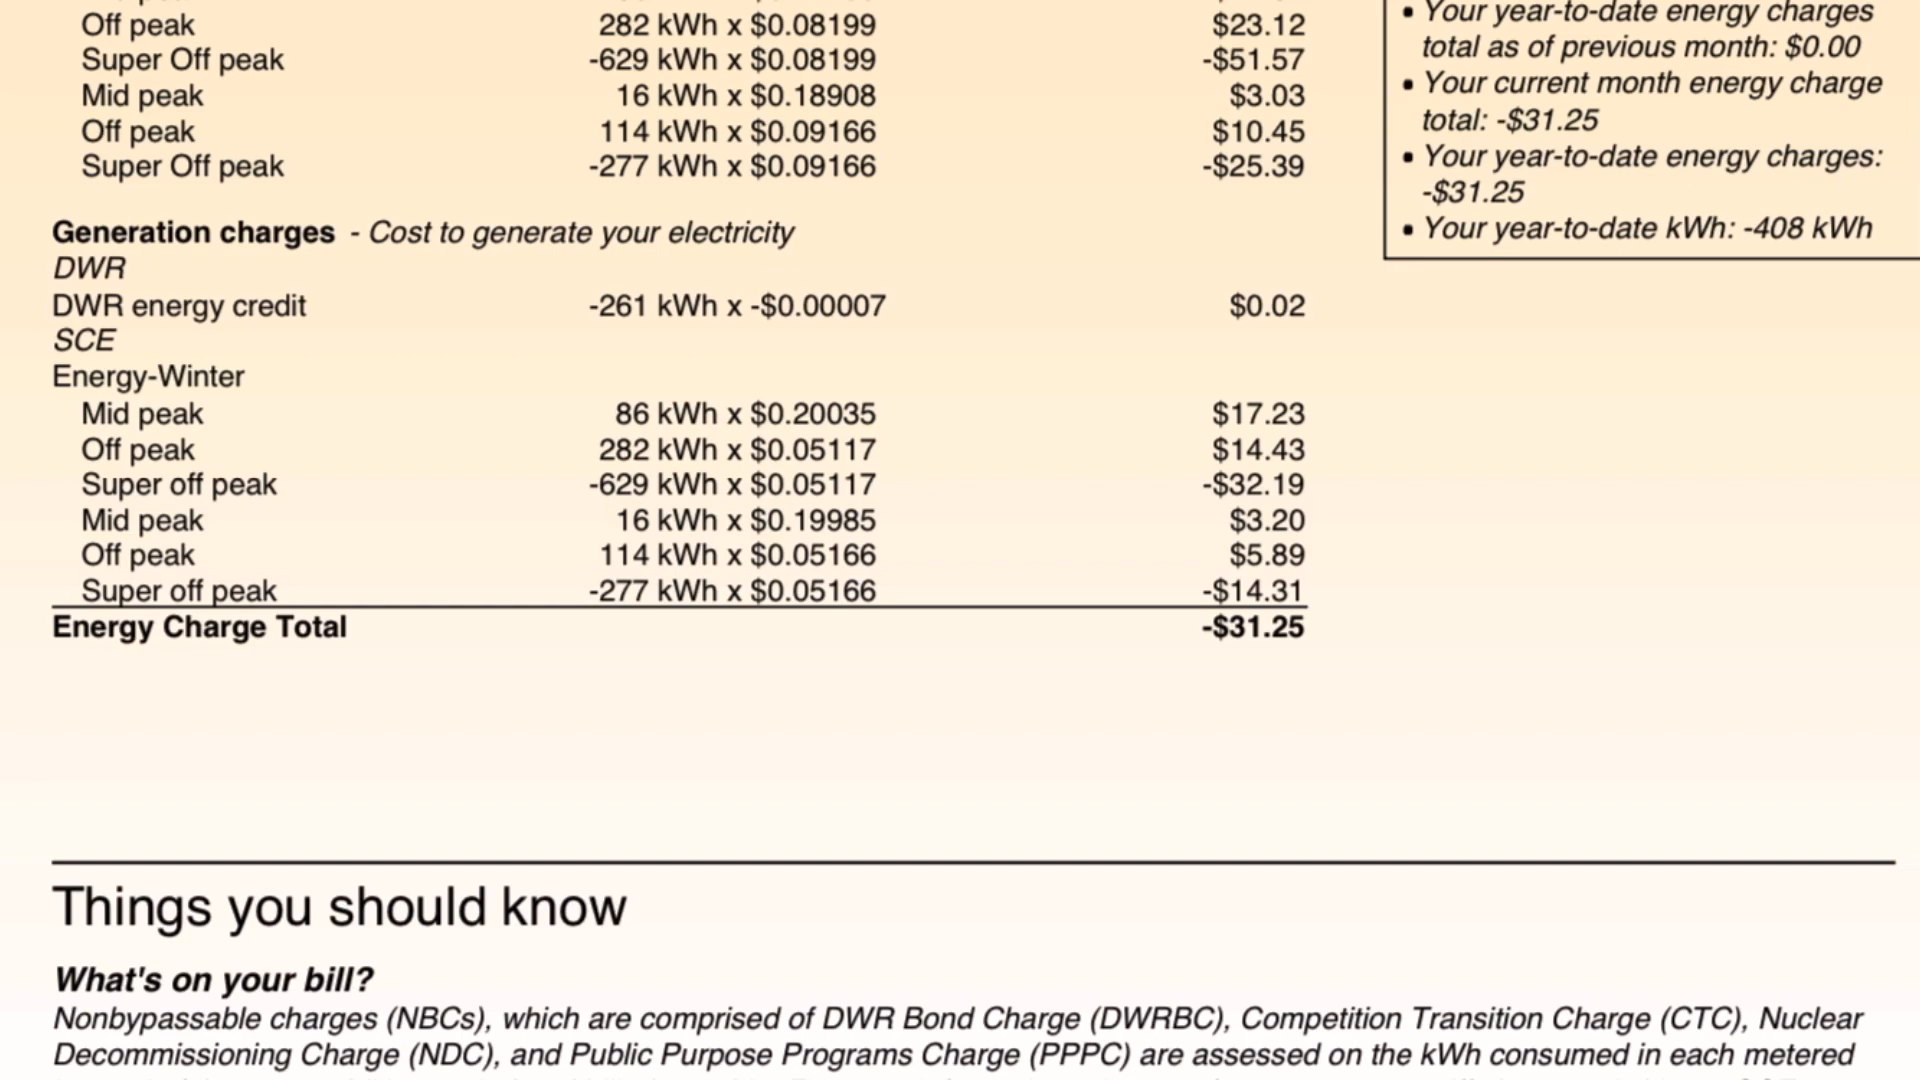 Off peak 282 kWh x $0.08199 $23.12
Super Off peak -629 kWh x $0.08199 -$51.57
Mid peak 16 kWh x $0.18908 $3.03
Off peak 114 kWh x $0.09166 $10.45
Super Off peak -277 kWh x $0.09166 -$25.39
Generation charges - Cost to generate your electricity
DWR
DWR energy credit -261 kWh x -$0.00007 $0.02
SCE
Energy-Winter
Mid peak 86 kWh x $0.20035 $17.23
Off peak 282 kWh x $0.05117 $14.43
Super off peak -629 kWh x $0.05117 -$32.19
Mid peak 16 kWh x $0.19985 $3.20
Off peak 114 kWh x $0.05166 $5.89
Super off peak -277 kWh x $0.05166 -$14.31
Energy Charge Total -$31.25
• Your year-to-date energy charges
total as of previous month: $0.00
• Your current month energy charge
total: -$31.25
• Your year-to-date energy charges:
-$31.25
• Your year-to-date kWh: -408 kWh
Things you should know
What's on your bill?
Nonbypassable charges (NBCs), which are comprised of DWR Bond Charge (DWRBC), Competition Transition Charge (CTC), Nuclear
Decommissioning Charge (NDC), and Public Purpose Programs Charge (PPPC) are assessed on the kWh consumed in each metered